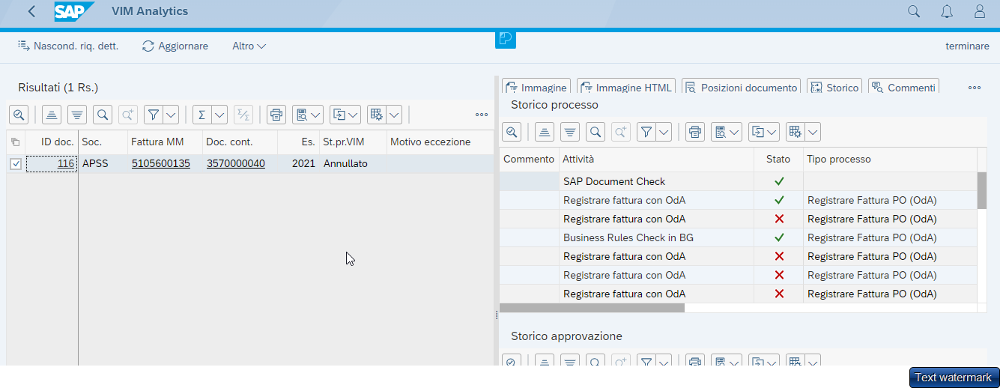 SAP VIM Analytics
Nascond. riq. dett. Aggiornare Altro terminare
Risultati (1 Rs.)
ID doc. Soc. Fattura MM Doc. cont. Es. St.pr.VIM Motivo eccezione
116 APSS 5105600135 3570000040 2021 Annullato
TIF Immagine TIF Immagine HTML Posizioni documento Storico Commenti
Storico processo
Commento Attività Stato Tipo processo
SAP Document Check
Registrare fattura con OdA Registrare Fattura PO (OdA)
Registrare fattura con OdA Registrare Fattura PO (OdA)
Business Rules Check in BG Registrare Fattura PO (OdA)
Registrare fattura con OdA Registrare Fattura PO (OdA)
Registrare fattura con OdA Registrare Fattura PO (OdA)
Registrare fattura con OdA Registrare Fattura PO (OdA)
Storico approvazione
Text watermark